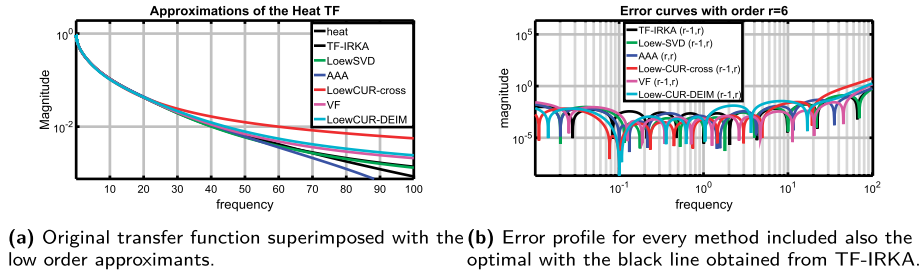 Approximations of the Heat TF
10^0
10^-2
Magnitude
heat
TF-IRKA
LoewSVD
AAA
LoewCUR-cross
VF
LoewCUR-DEIM
10 20 30 40 50 60 70 80 90 100
frequency
Error curves with order r=6
10^5
10^0
10^-5
magnitude
TF-IRKA (r-1,r)
Loew-SVD (r-1,r)
AAA (r,r)
Loew-CUR-cross (r-1,r)
VF (r-1,r)
Loew-CUR-DEIM (r-1,r)
10^-1 10^0 10^1 10^2
frequency
(a) Original transfer function superimposed with the
low order approximants.
(b) Error profile for every method included also the
optimal with the black line obtained from TF-IRKA.